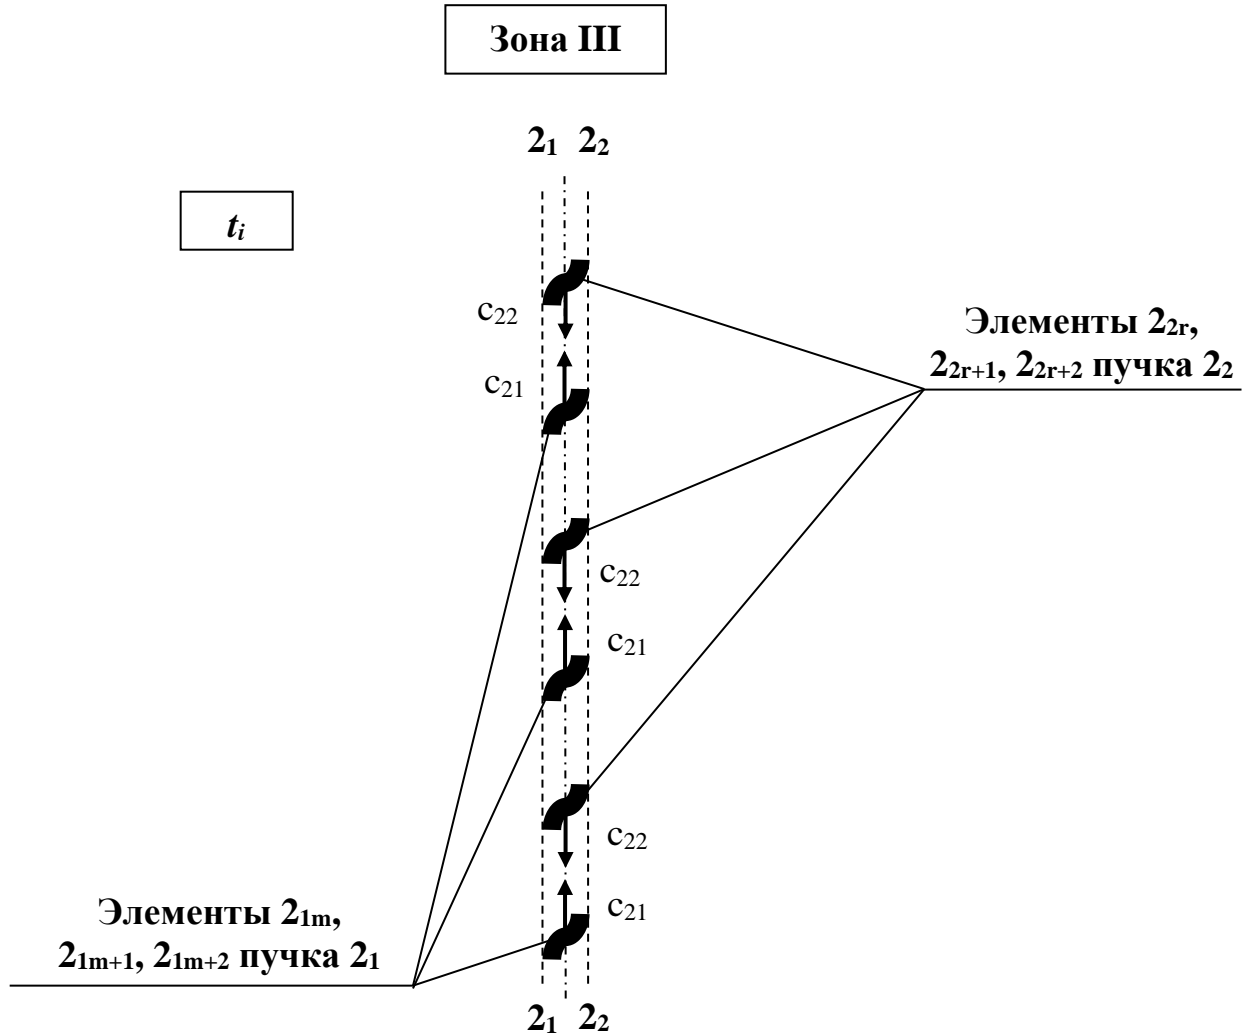 Зона III
2₁ 2₂
tᵢ
c₂₂
Элементы 2₂ᵣ,
2₂ᵣ₊₁, 2₂ᵣ₊₂ пучка 2₂
c₂₁
c₂₂
c₂₁
c₂₂
c₂₁
Элементы 2₁ₘ,
2₁ₘ₊₁, 2₁ₘ₊₂ пучка 2₁
2₁ 2₂